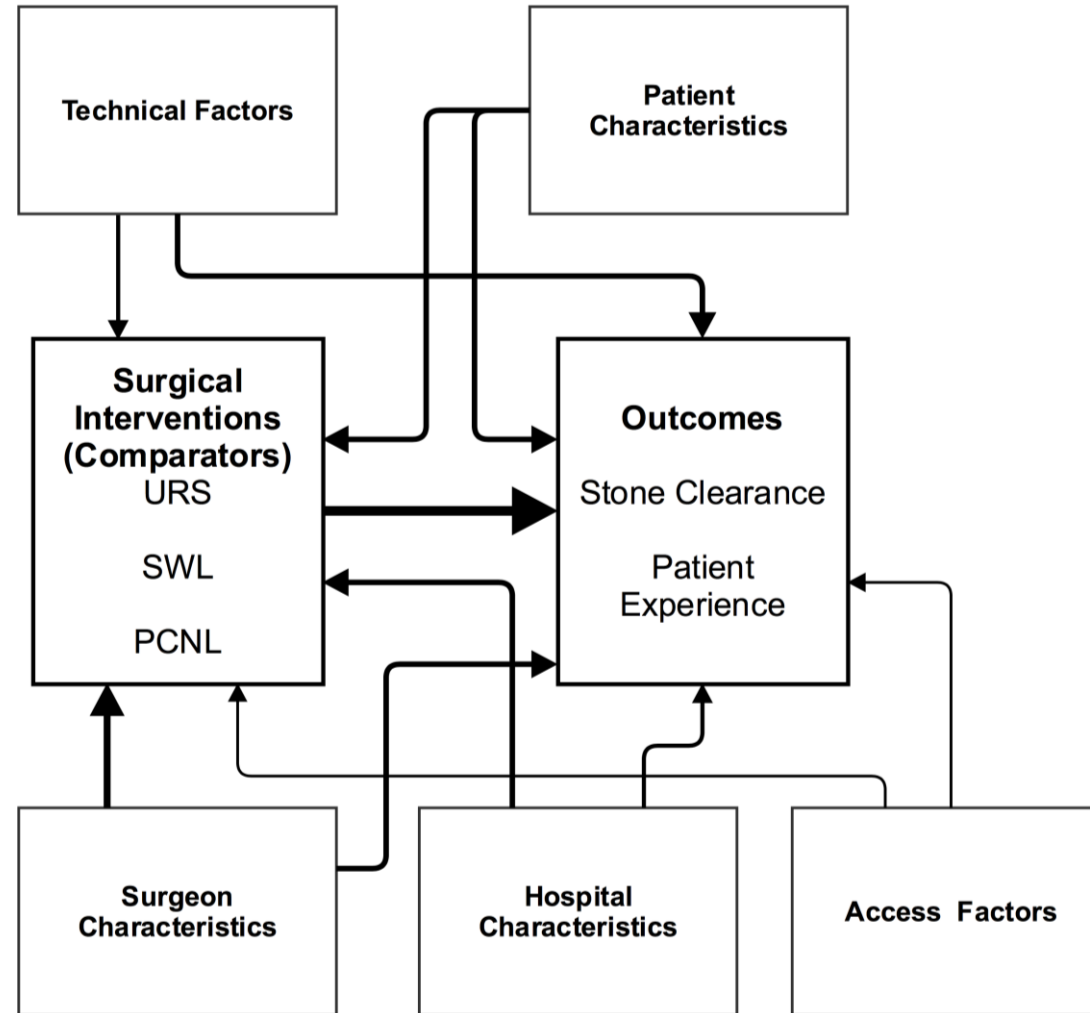 Technical Factors
Patient
Characteristics
Surgical
Interventions
(Comparators)
URS
SWL
PCNL
Outcomes
Stone Clearance
Patient
Experience
Surgeon
Characteristics
Hospital
Characteristics
Access Factors